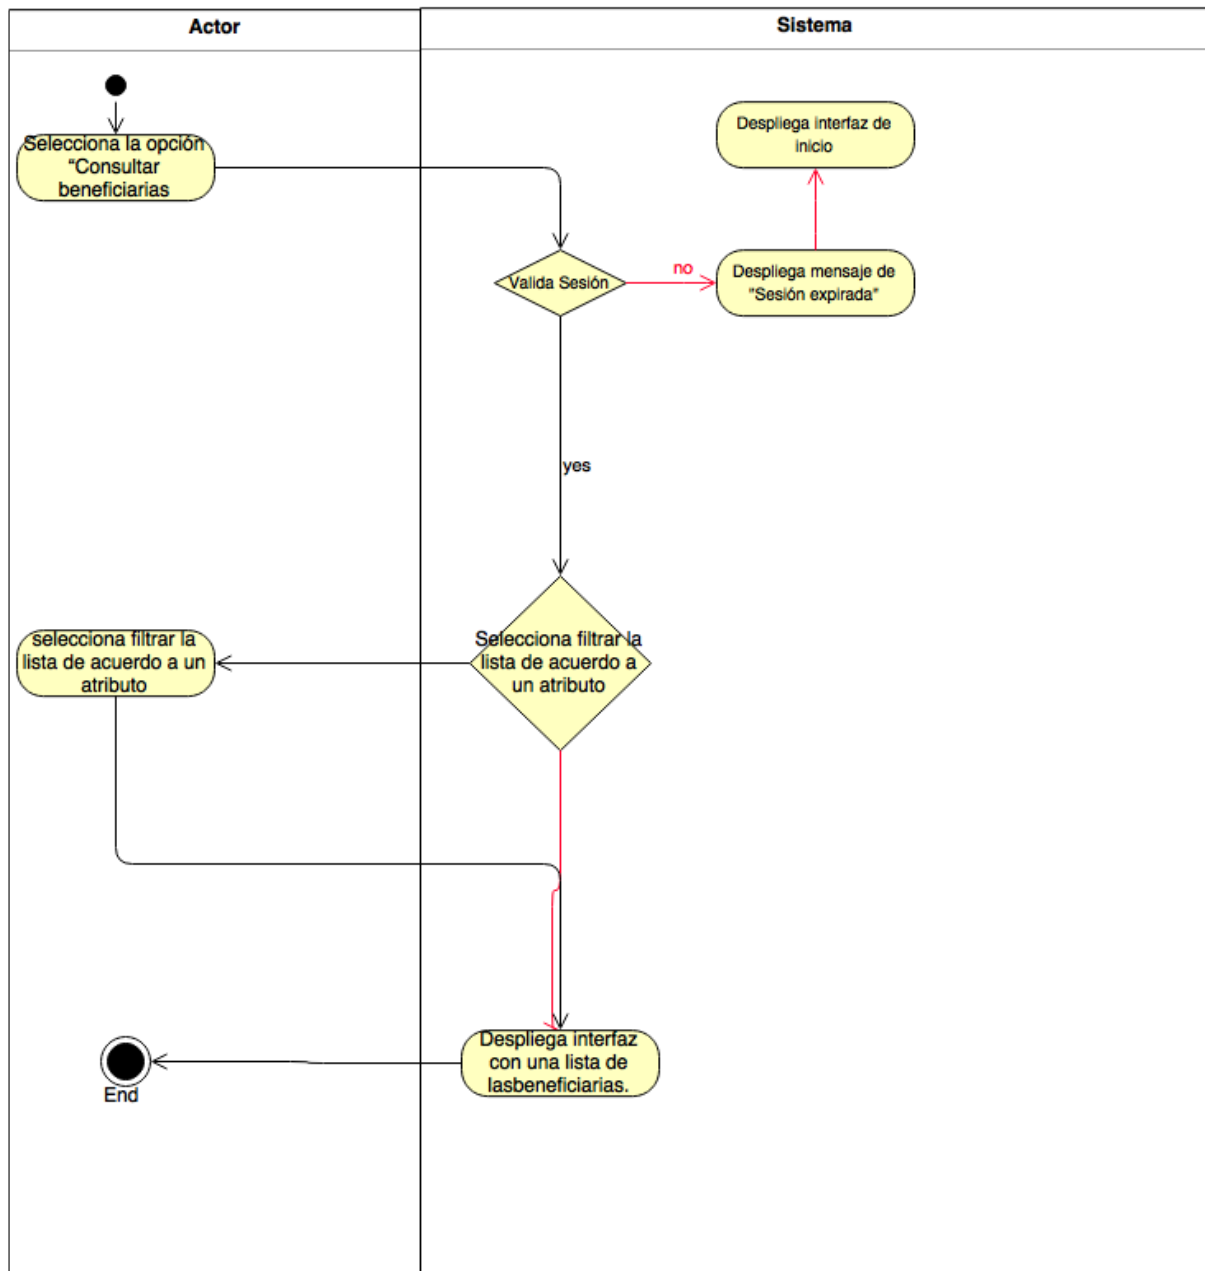 Actor
Sistema
Selecciona la opción
“Consultar
beneficiarias
Despliega interfaz de
inicio
Valida Sesión
no
Despliega mensaje de
"Sesión expirada"
yes
selecciona filtrar la
lista de acuerdo a un
atributo
Selecciona filtrar la
lista de acuerdo a
un atributo
Despliega interfaz
con una lista de
lasbeneficiarias.
End